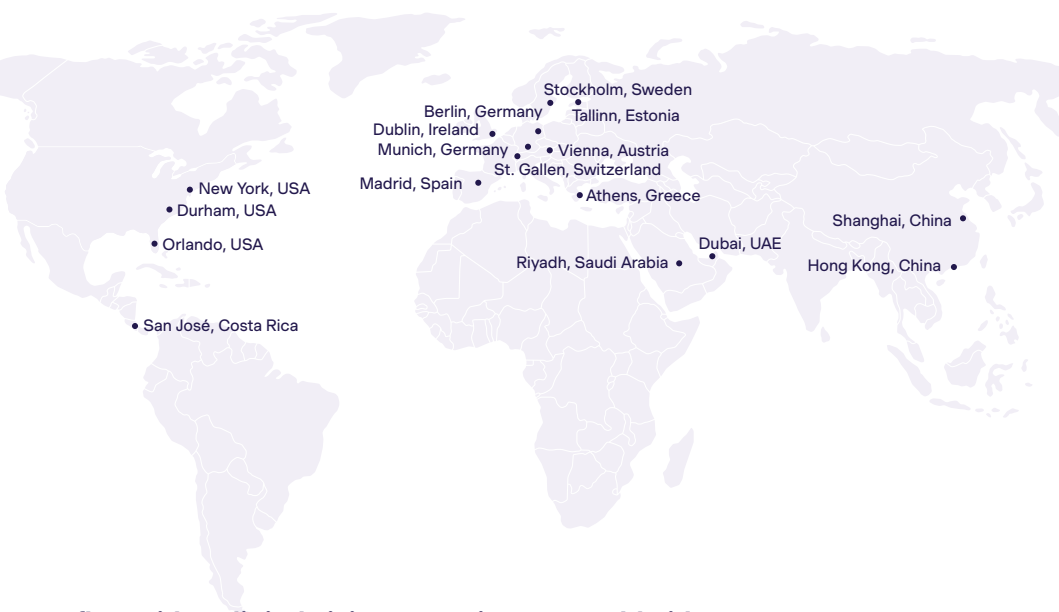 Stockholm, Sweden
Berlin, Germany
Tallinn, Estonia
Dublin, Ireland
Munich, Germany
Vienna, Austria
St. Gallen, Switzerland
Madrid, Spain
New York, USA
Athens, Greece
Durham, USA
Shanghai, China
Orlando, USA
Dubai, UAE
Riyadh, Saudi Arabia
Hong Kong, China
San José, Costa Rica